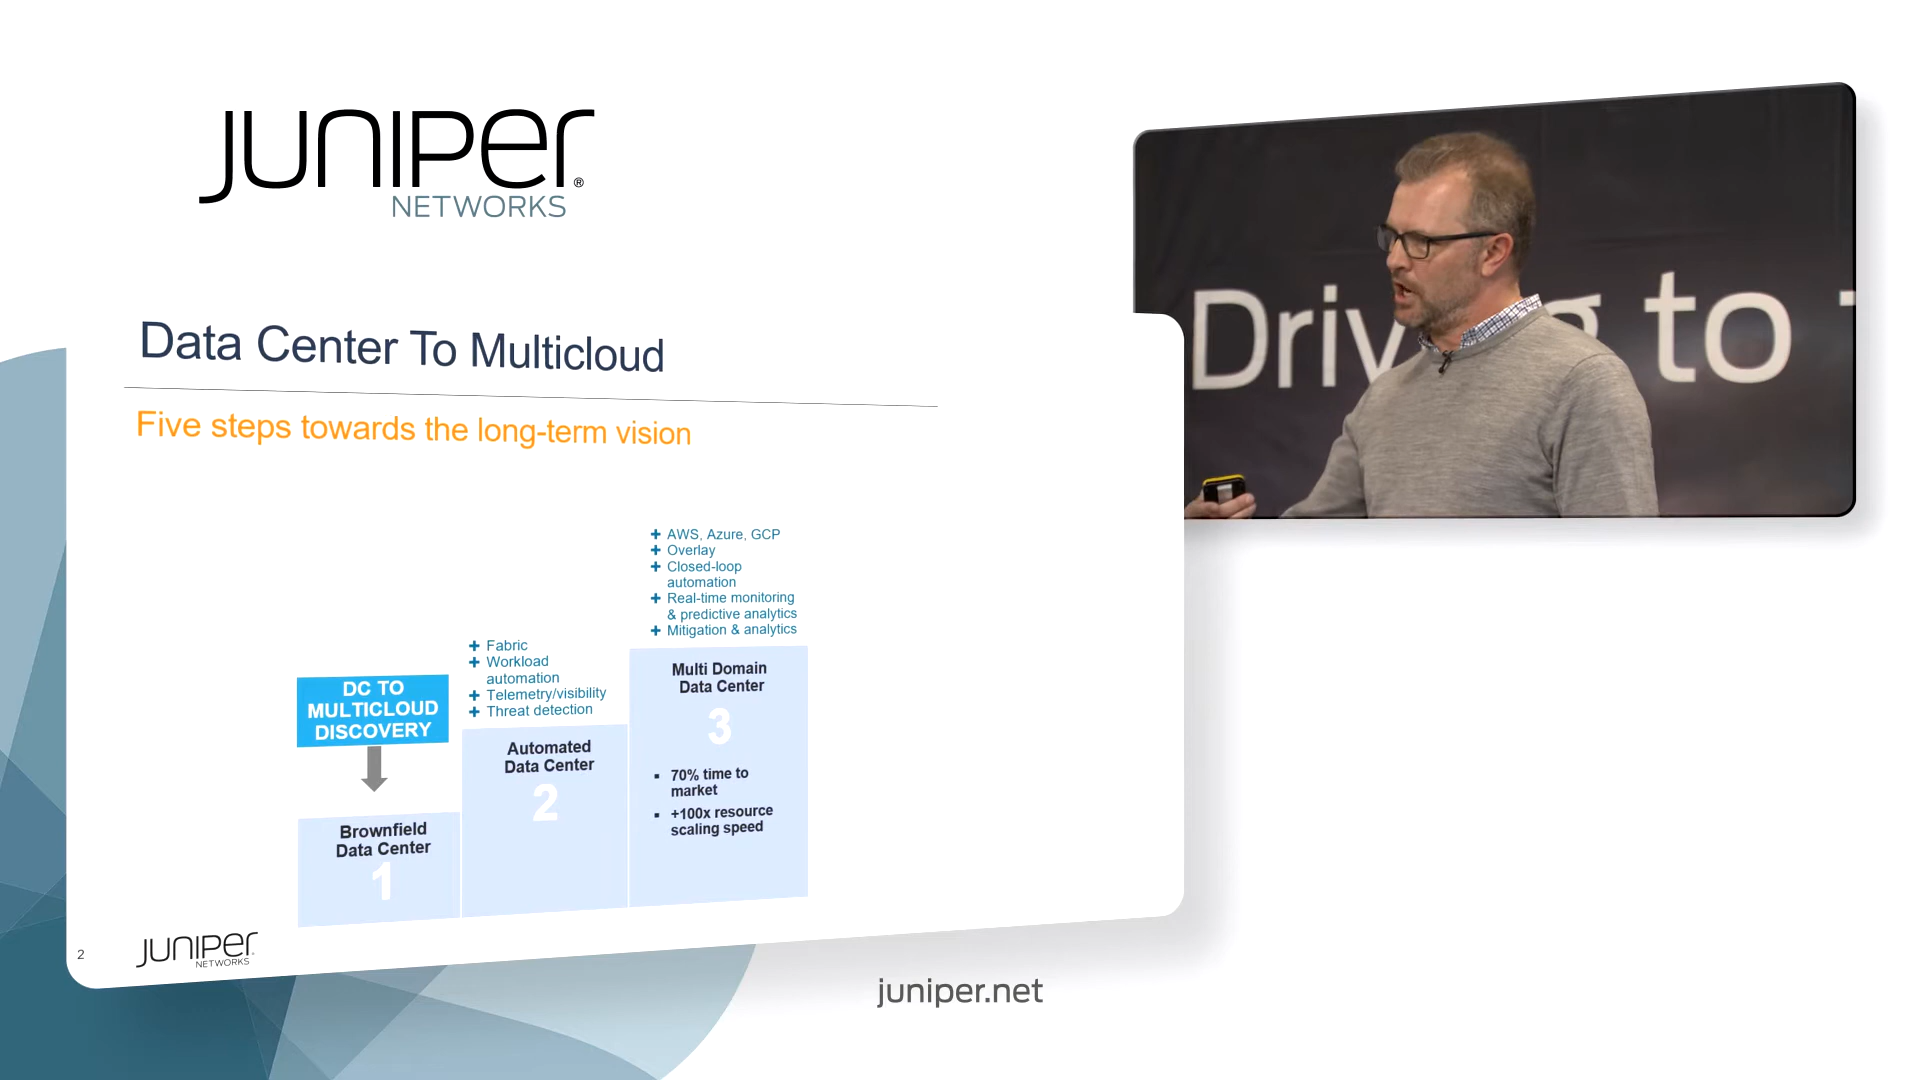 JUNIPER
NETWORKS
®
Data Center To Multicloud
Five steps towards the long-term vision
DC TO
MULTICLOUD
DISCOVERY
Brownfield
Data Center
1
+ Fabric
+ Workload
automation
+ Telemetry/visibility
+ Threat detection
Automated
Data Center
2
+ AWS, Azure, GCP
+ Overlay
+ Closed-loop
automation
+ Real-time monitoring
& predictive analytics
+ Mitigation & analytics
Multi Domain
Data Center
3
▪ 70% time to
market
▪ +100x resource
scaling speed
2
JUNIPER
NETWORKS
juniper.net
Driv g to